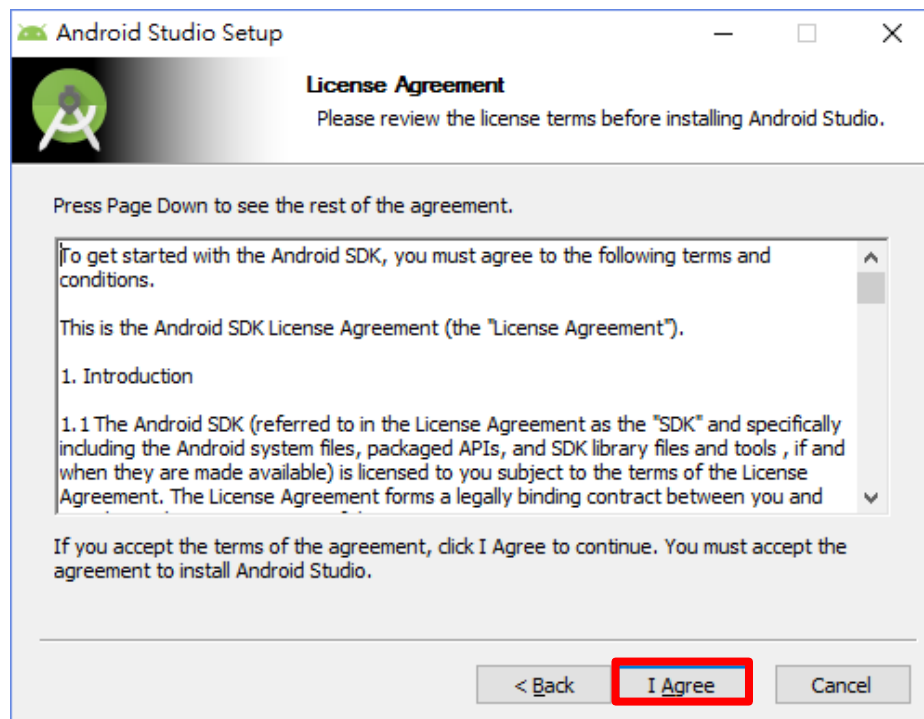 Android Studio Setup
License Agreement
Please review the license terms before installing Android Studio.
Press Page Down to see the rest of the agreement.
To get started with the Android SDK, you must agree to the following terms and
conditions.
This is the Android SDK License Agreement (the "License Agreement").
1. Introduction
1.1 The Android SDK (referred to in the License Agreement as the "SDK" and specifically
including the Android system files, packaged APIs, and SDK library files and tools , if and
when they are made available) is licensed to you subject to the terms of the License
Agreement. The License Agreement forms a legally binding contract between you and
If you accept the terms of the agreement, click I Agree to continue. You must accept the
agreement to install Android Studio.
< Back
I Agree
Cancel